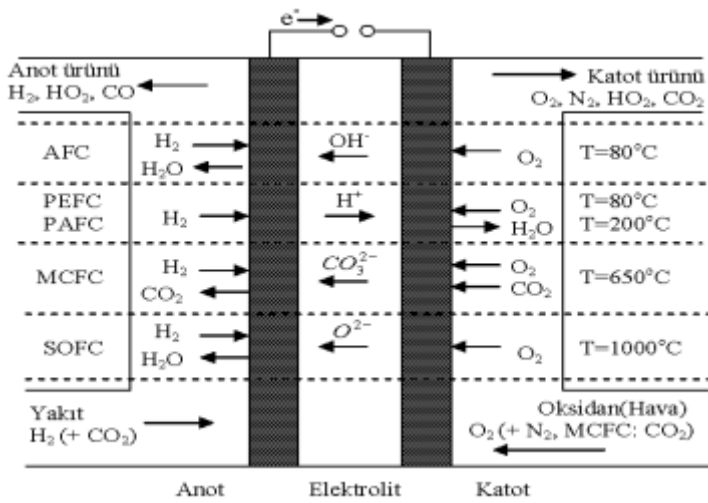 e⁻
Anot ürünü
H₂, HO₂, CO
Katot ürünü
O₂, N₂, HO₂, CO₂
AFC
H₂
H₂O
OH⁻
O₂
T=80°C
PEFC
PAFC
H₂
H⁺
O₂
H₂O
T=80°C
T=200°C
MCFC
H₂
CO₂
CO₃²⁻
O₂
CO₂
T=650°C
SOFC
H₂
H₂O
O²⁻
O₂
T=1000°C
Yakıt
H₂ (+ CO₂)
Oksidan(Hava)
O₂ (+ N₂, MCFC: CO₂)
Anot Elektrolit Katot